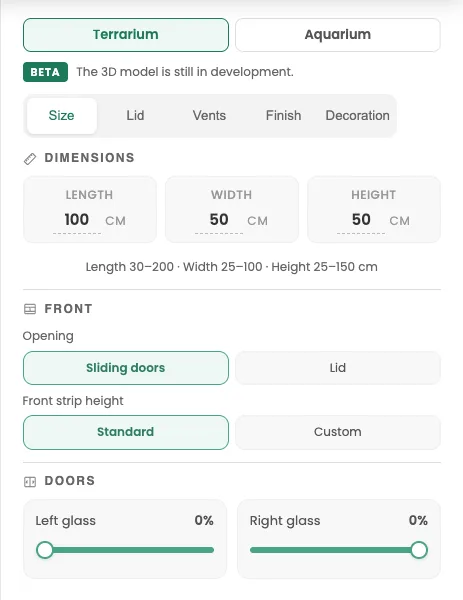 Terrarium Aquarium
BETA The 3D model is still in development.
Size Lid Vents Finish Decoration
DIMENSIONS
LENGTH WIDTH HEIGHT
100 CM 50 CM 50 CM
Length 30–200 · Width 25–100 · Height 25–150 cm
FRONT
Opening
Sliding doors Lid
Front strip height
Standard Custom
DOORS
Left glass 0% Right glass 0%